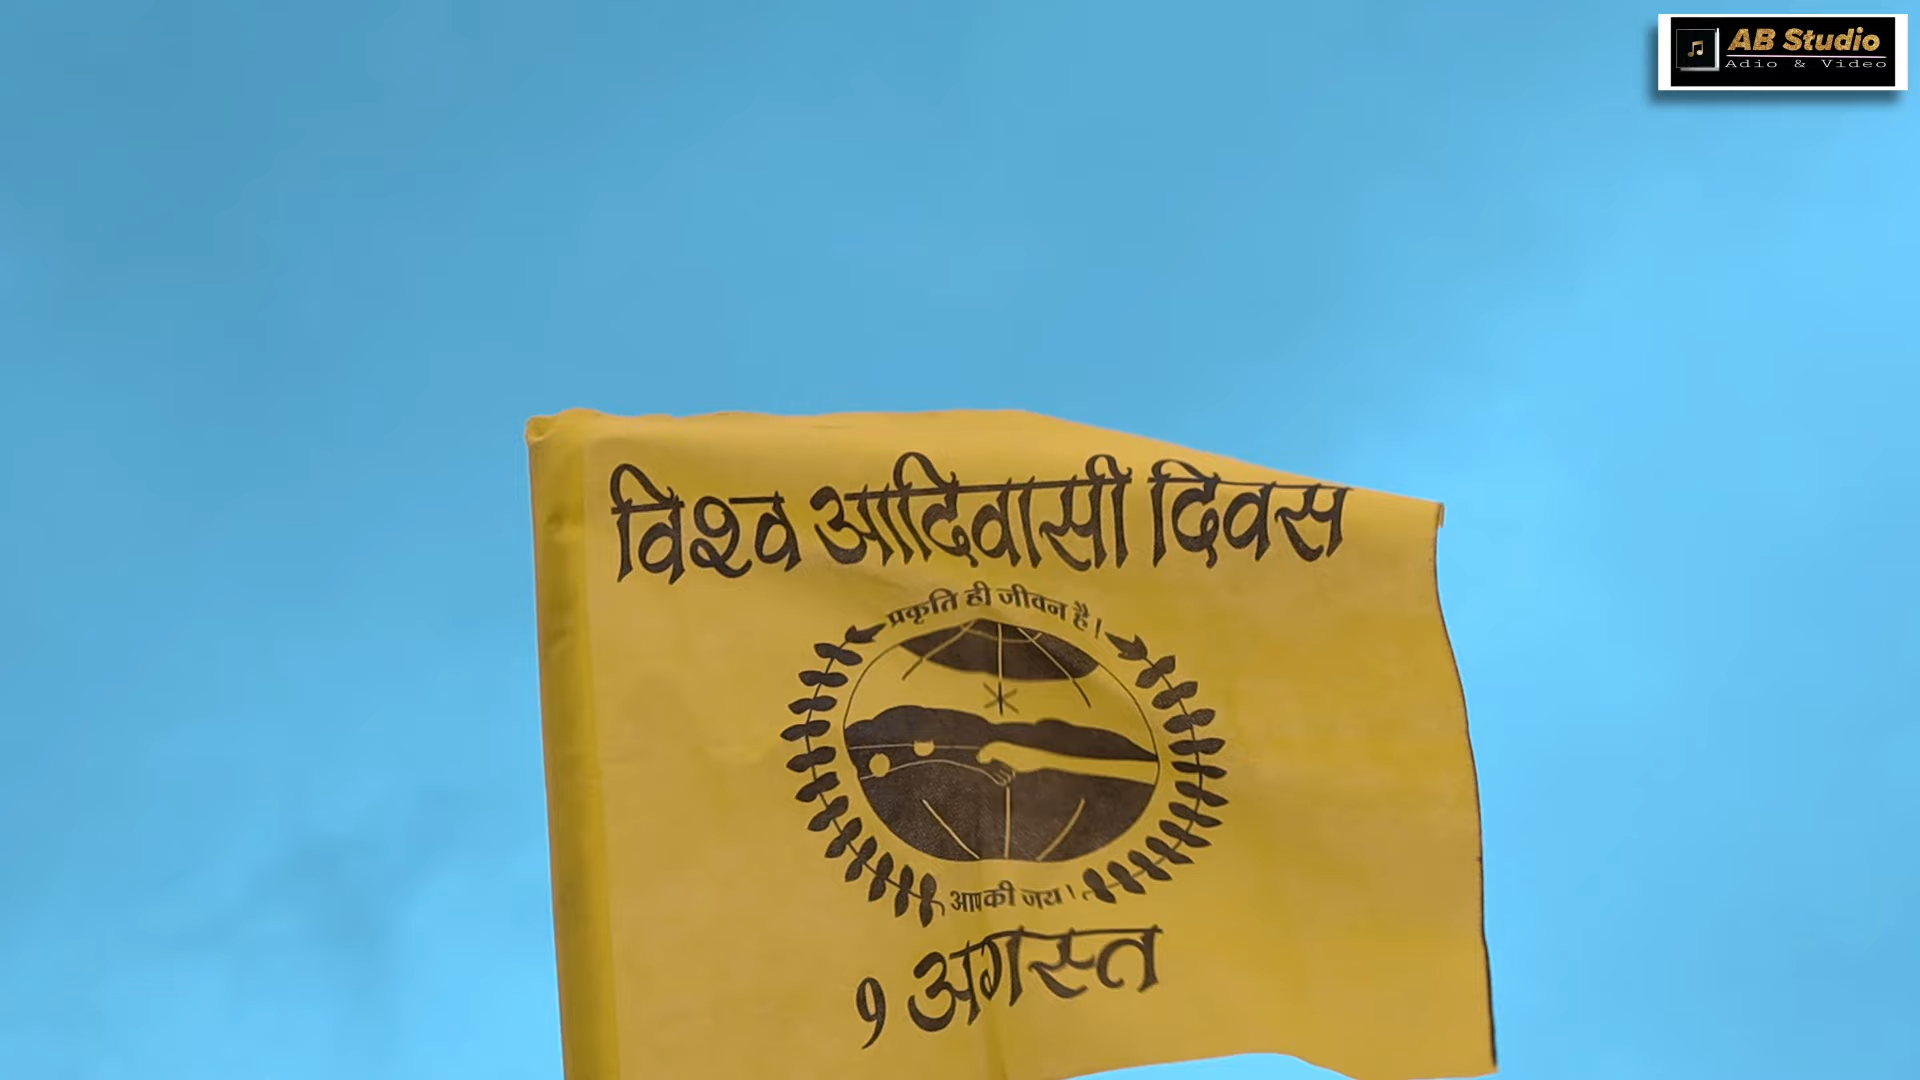 AB Studio
Adio & Video
विश्व आदिवासी दिवस
प्रकृति ही जीवन है।
आपकी जय।
9 अगस्त